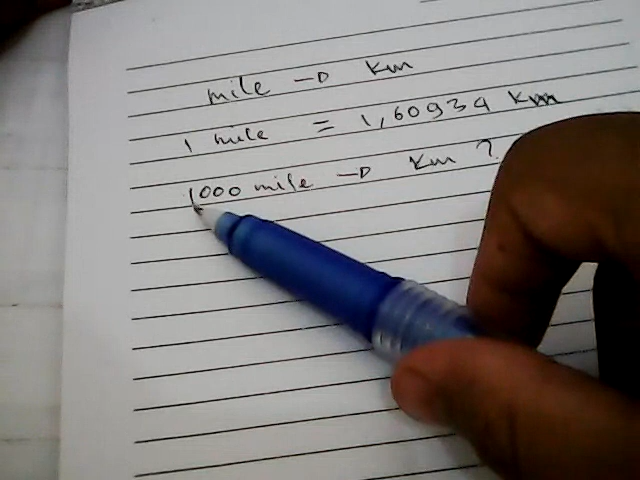 mile → km
1 mile = 1,60934 km
1000 mile → km ?